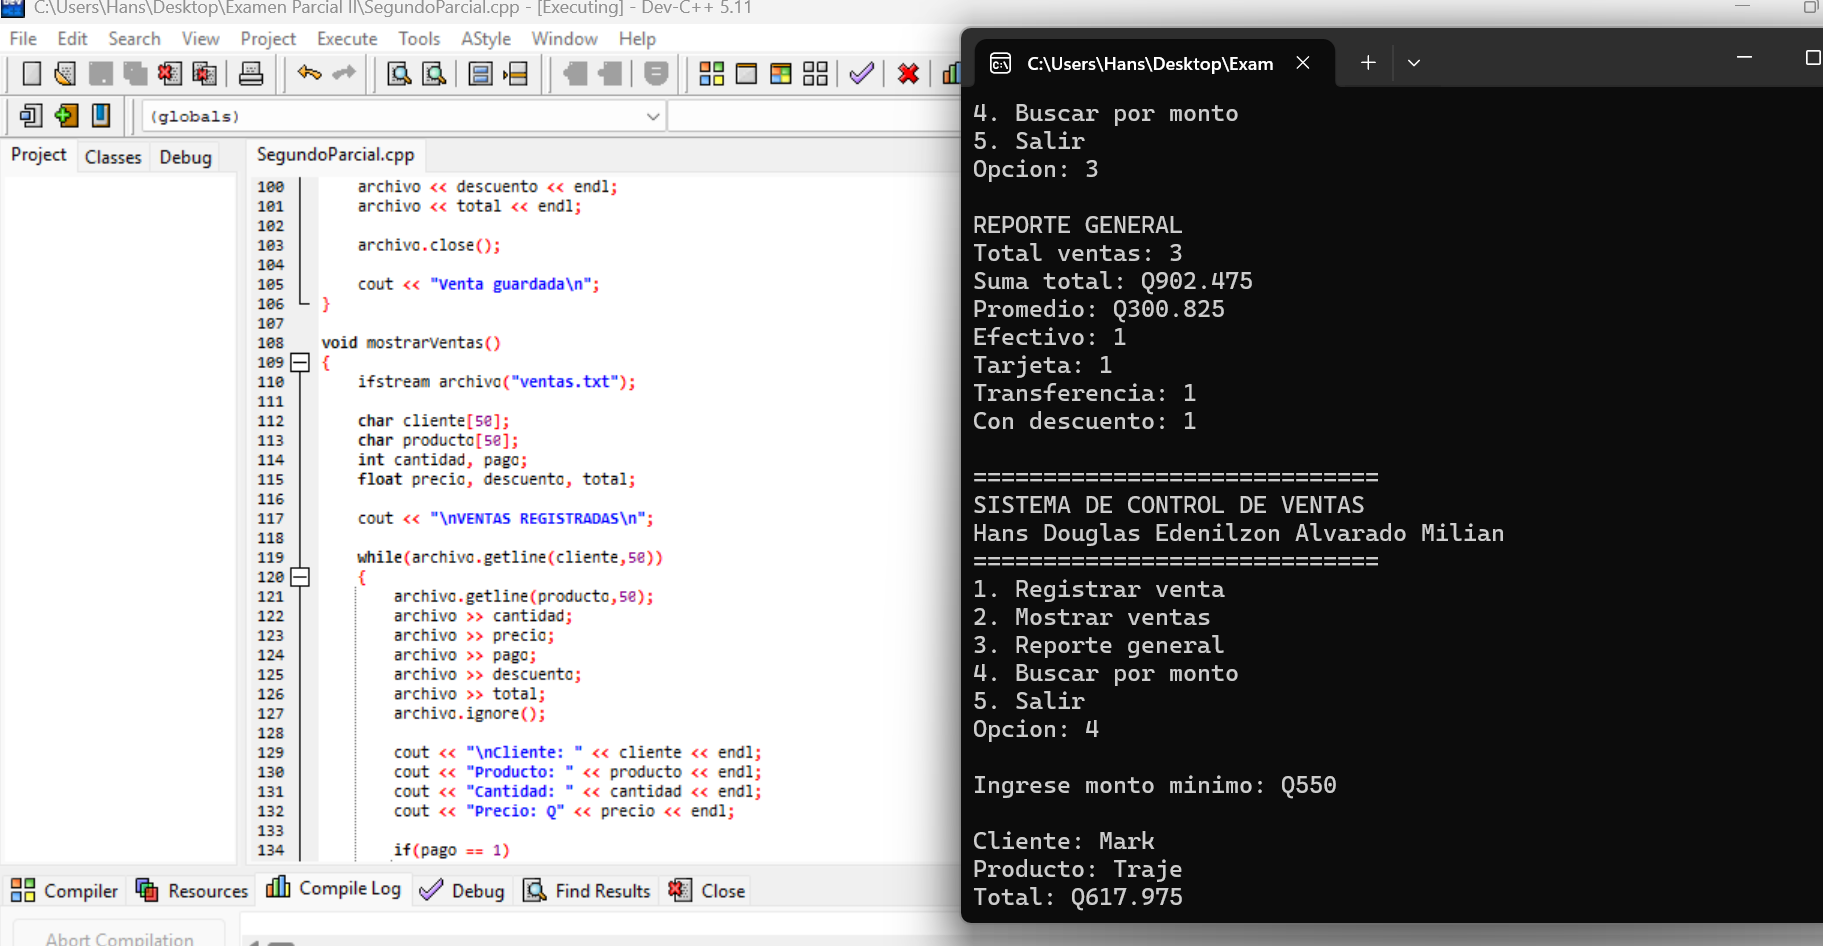 C:\Users\Hans\Desktop\Examen Parcial II\SegundoParcial.cpp - [Executing] - Dev-C++ 5.11
File Edit Search View Project Execute Tools AStyle Window Help
(globals)
Project Classes Debug
SegundoParcial.cpp
100 archivo << descuento << endl;
101 archivo << total << endl;
102
103 archivo.close();
104
105 cout << "Venta guardada\n";
106 }
107
108 void mostrarVentas()
109 {
110 ifstream archivo("ventas.txt");
111
112 char cliente[50];
113 char producto[50];
114 int cantidad, pago;
115 float precio, descuento, total;
116
117 cout << "\nVENTAS REGISTRADAS\n";
118
119 while(archivo.getline(cliente,50))
120 {
121 archivo.getline(producto,50);
122 archivo >> cantidad;
123 archivo >> precio;
124 archivo >> pago;
125 archivo >> descuento;
126 archivo >> total;
127 archivo.ignore();
128
129 cout << "\nCliente: " << cliente << endl;
130 cout << "Producto: " << producto << endl;
131 cout << "Cantidad: " << cantidad << endl;
132 cout << "Precio: Q" << precio << endl;
133
134 if(pago == 1)
Compiler Resources Compile Log Debug Find Results Close
Abort Compilation
C:\Users\Hans\Desktop\Exam
4. Buscar por monto
5. Salir
Opcion: 3
REPORTE GENERAL
Total ventas: 3
Suma total: Q902.475
Promedio: Q300.825
Efectivo: 1
Tarjeta: 1
Transferencia: 1
Con descuento: 1
=============================
SISTEMA DE CONTROL DE VENTAS
Hans Douglas Edenilzon Alvarado Milian
=============================
1. Registrar venta
2. Mostrar ventas
3. Reporte general
4. Buscar por monto
5. Salir
Opcion: 4
Ingrese monto minimo: Q550
Cliente: Mark
Producto: Traje
Total: Q617.975